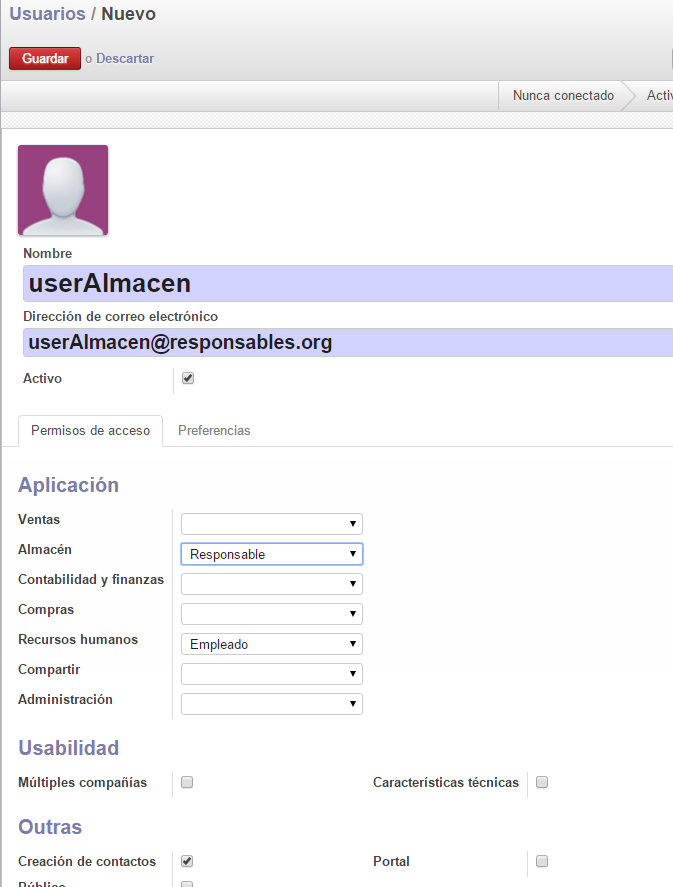 Usuarios / Nuevo
Guardar o Descartar
Nunca conectado Activ
Nombre
userAlmacen
Dirección de correo electrónico
userAlmacen@responsables.org
Activo
Permisos de acceso Preferencias
Aplicación
Ventas
Almacén Responsable
Contabilidad y finanzas
Compras
Recursos humanos Empleado
Compartir
Administración
Usabilidad
Múltiples compañías Características técnicas
Outras
Creación de contactos Portal
Público